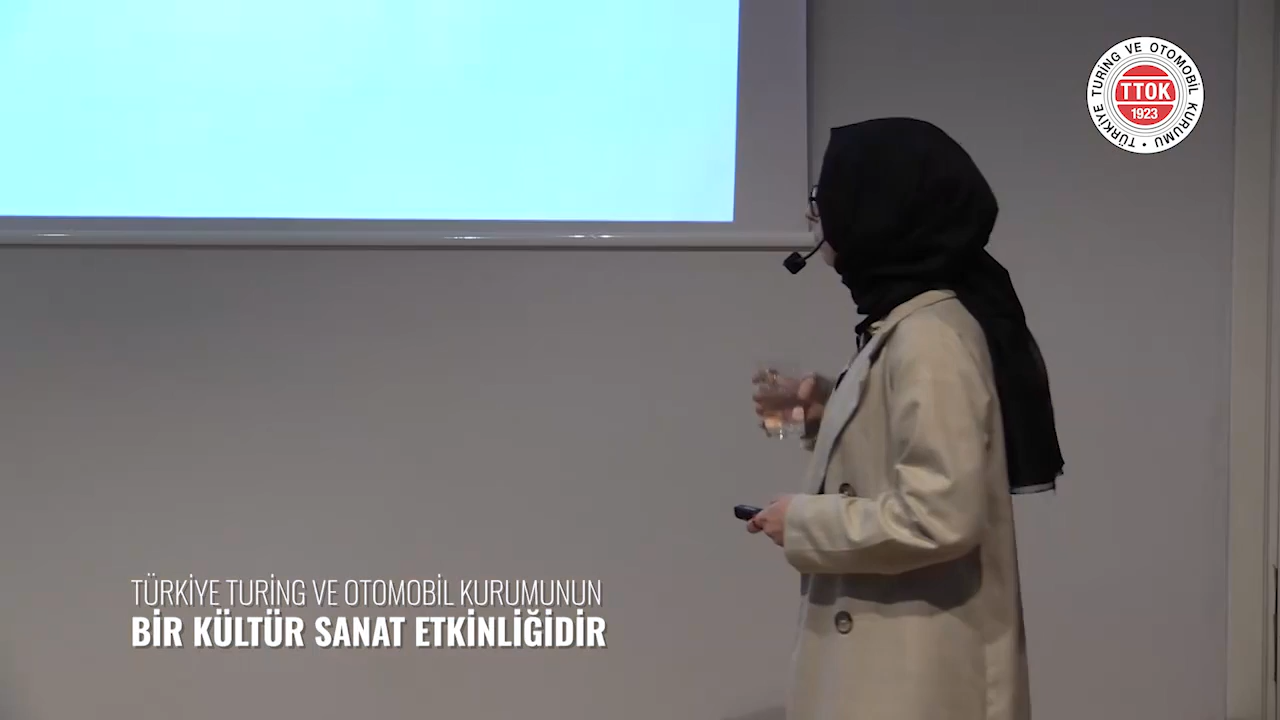 TÜRKİYE TURİNG VE OTOMOBİL KURUMU
TTOK
1923
TÜRKİYE TURİNG VE OTOMOBİL KURUMUNUN
BİR KÜLTÜR SANAT ETKİNLİĞİDİR